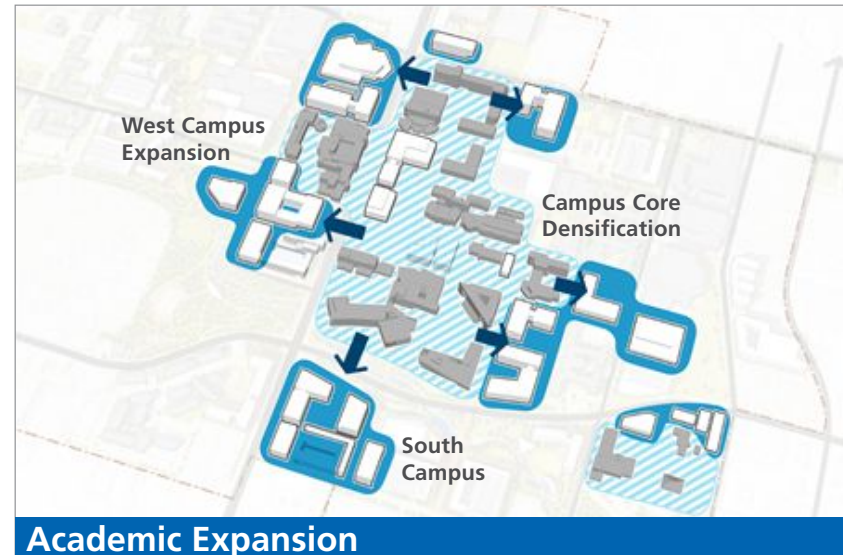 West Campus
Expansion
Campus Core
Densification
South
Campus
Academic Expansion